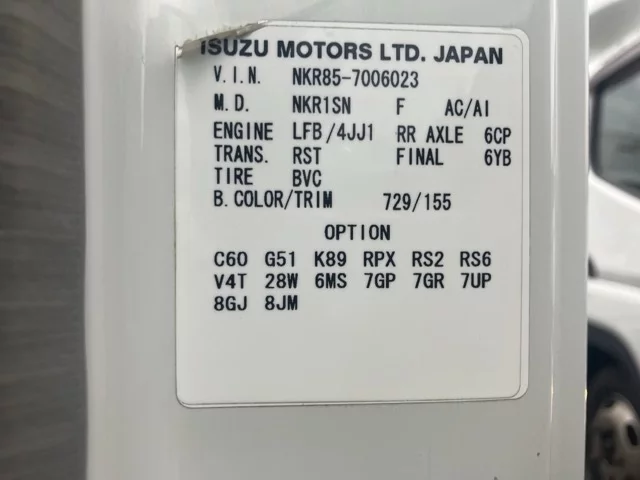 ISUZU MOTORS LTD. JAPAN
V.I.N. NKR85-7006023
M.D. NKR1SN F AC/AI
ENGINE LFB/4JJ1 RR AXLE 6CP
TRANS. RST FINAL 6YB
TIRE BVC
B.COLOR/TRIM 729/155
OPTION
C60 G51 K89 RPX RS2 RS6
V4T 28W 6MS 7GP 7GR 7UP
8GJ 8JM